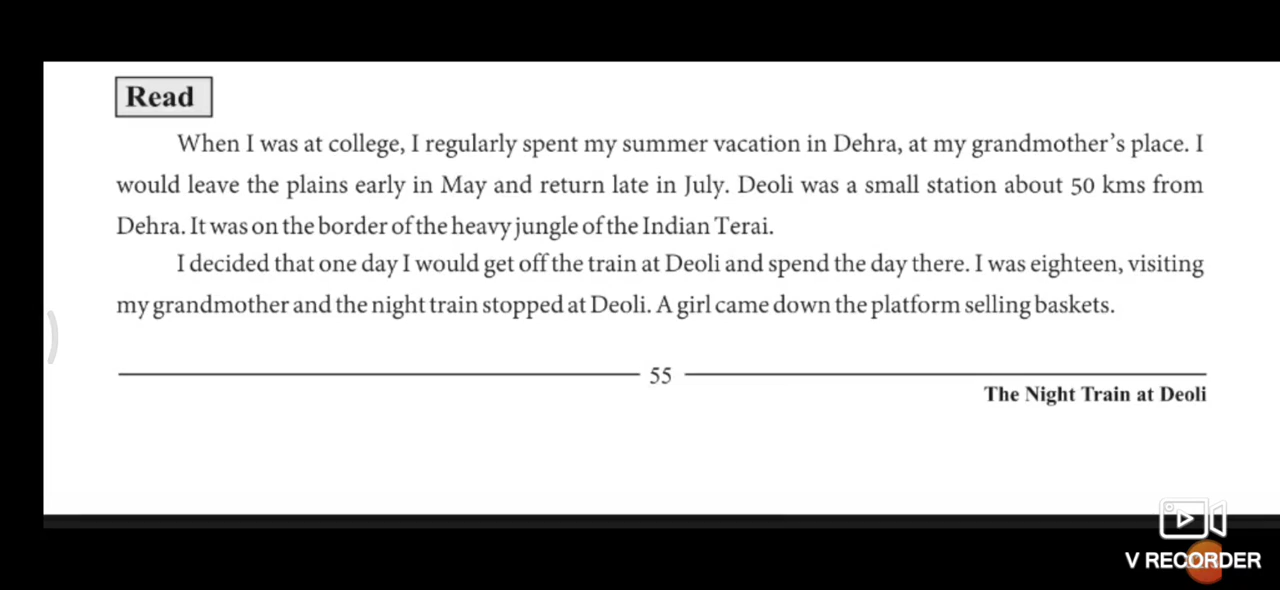 Read
When I was at college, I regularly spent my summer vacation in Dehra, at my grandmother's place. I
would leave the plains early in May and return late in July. Deoli was a small station about 50 kms from
Dehra. It was on the border of the heavy jungle of the Indian Terai.
I decided that one day I would get off the train at Deoli and spend the day there. I was eighteen, visiting
my grandmother and the night train stopped at Deoli. A girl came down the platform selling baskets.
55
The Night Train at Deoli
V RECORDER